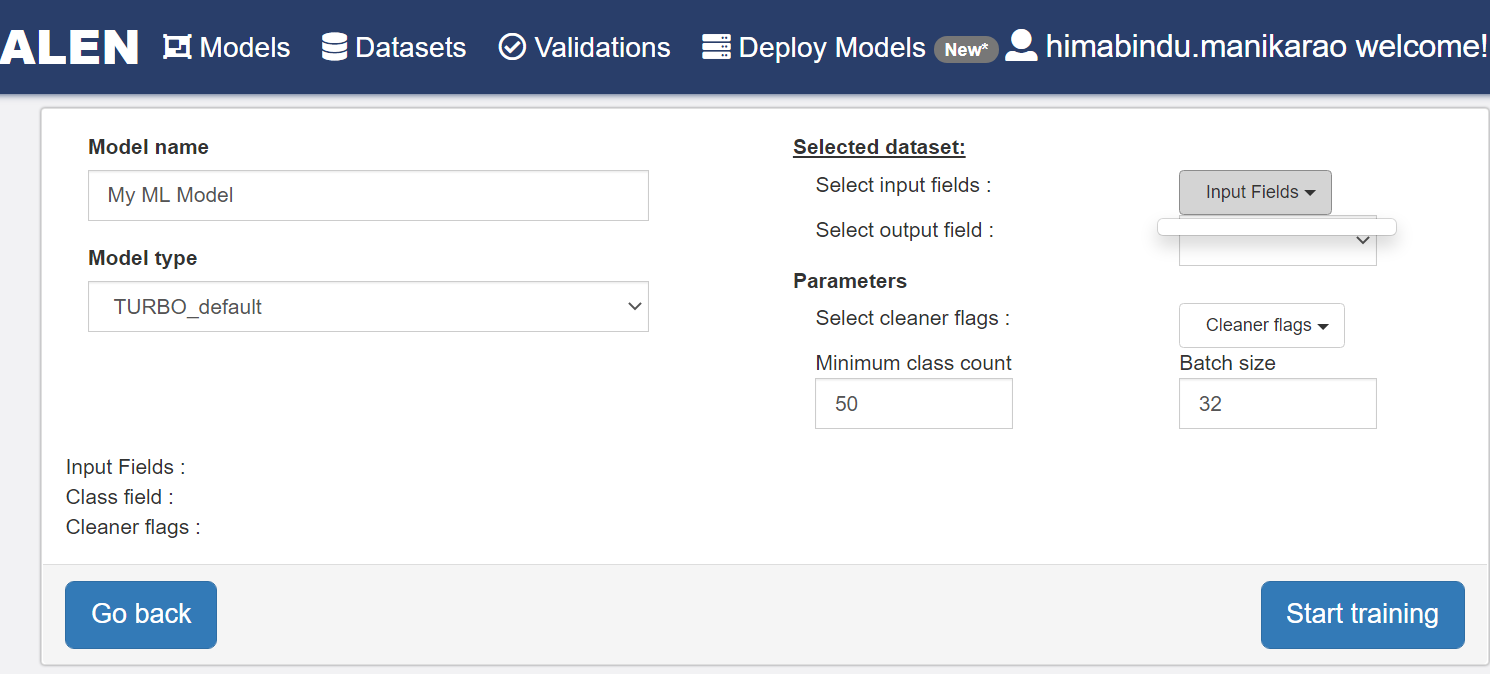 ALEN Models Datasets Validations Deploy Models New* himabindu.manikarao welcome!
Model name
My ML Model
Model type
TURBO_default
Selected dataset:
Select input fields :
Input Fields
Select output field :
Parameters
Select cleaner flags :
Cleaner flags
Minimum class count
Batch size
50
32
Input Fields :
Class field :
Cleaner flags :
Go back
Start training